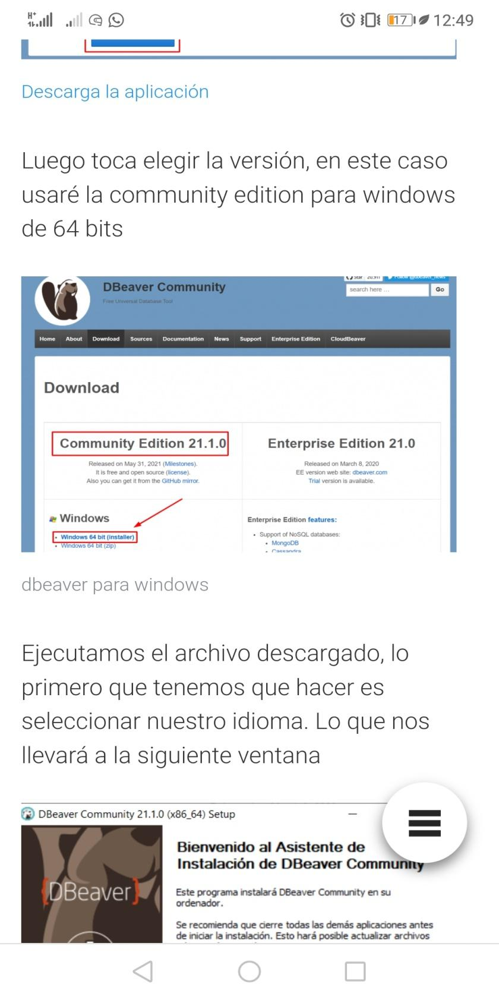 H+
17
12:49
Descarga la aplicación
Luego toca elegir la versión, en este caso
usaré la community edition para windows
de 64 bits
Star 20.911 Follow @dbeaver_news
DBeaver Community
Free Universal Database Tool
search here ... Go
Home About Download Sources Documentation News Support Enterprise Edition CloudBeaver
Download
Community Edition 21.1.0
Released on May 31, 2021 (Milestones).
It is free and open source (license).
Also you can get it from the GitHub mirror.
Enterprise Edition 21.0
Released on March 8, 2020
EE version web site: dbeaver.com
Trial version is available.
Windows
• Windows 64 bit (installer)
• Windows 64 bit (zip)
Enterprise Edition features:
• Support of NoSQL databases:
• MongoDB
• Cassandra
dbeaver para windows
Ejecutamos el archivo descargado, lo
primero que tenemos que hacer es
seleccionar nuestro idioma. Lo que nos
llevará a la siguiente ventana
DBeaver Community 21.1.0 (x86_64) Setup
{DBeaver}
Bienvenido al Asistente de
Instalación de DBeaver Community
Este programa instalará DBeaver Community en su
ordenador.
Se recomienda que cierre todas las demás aplicaciones antes
de iniciar la instalación. Esto hará posible actualizar archivos